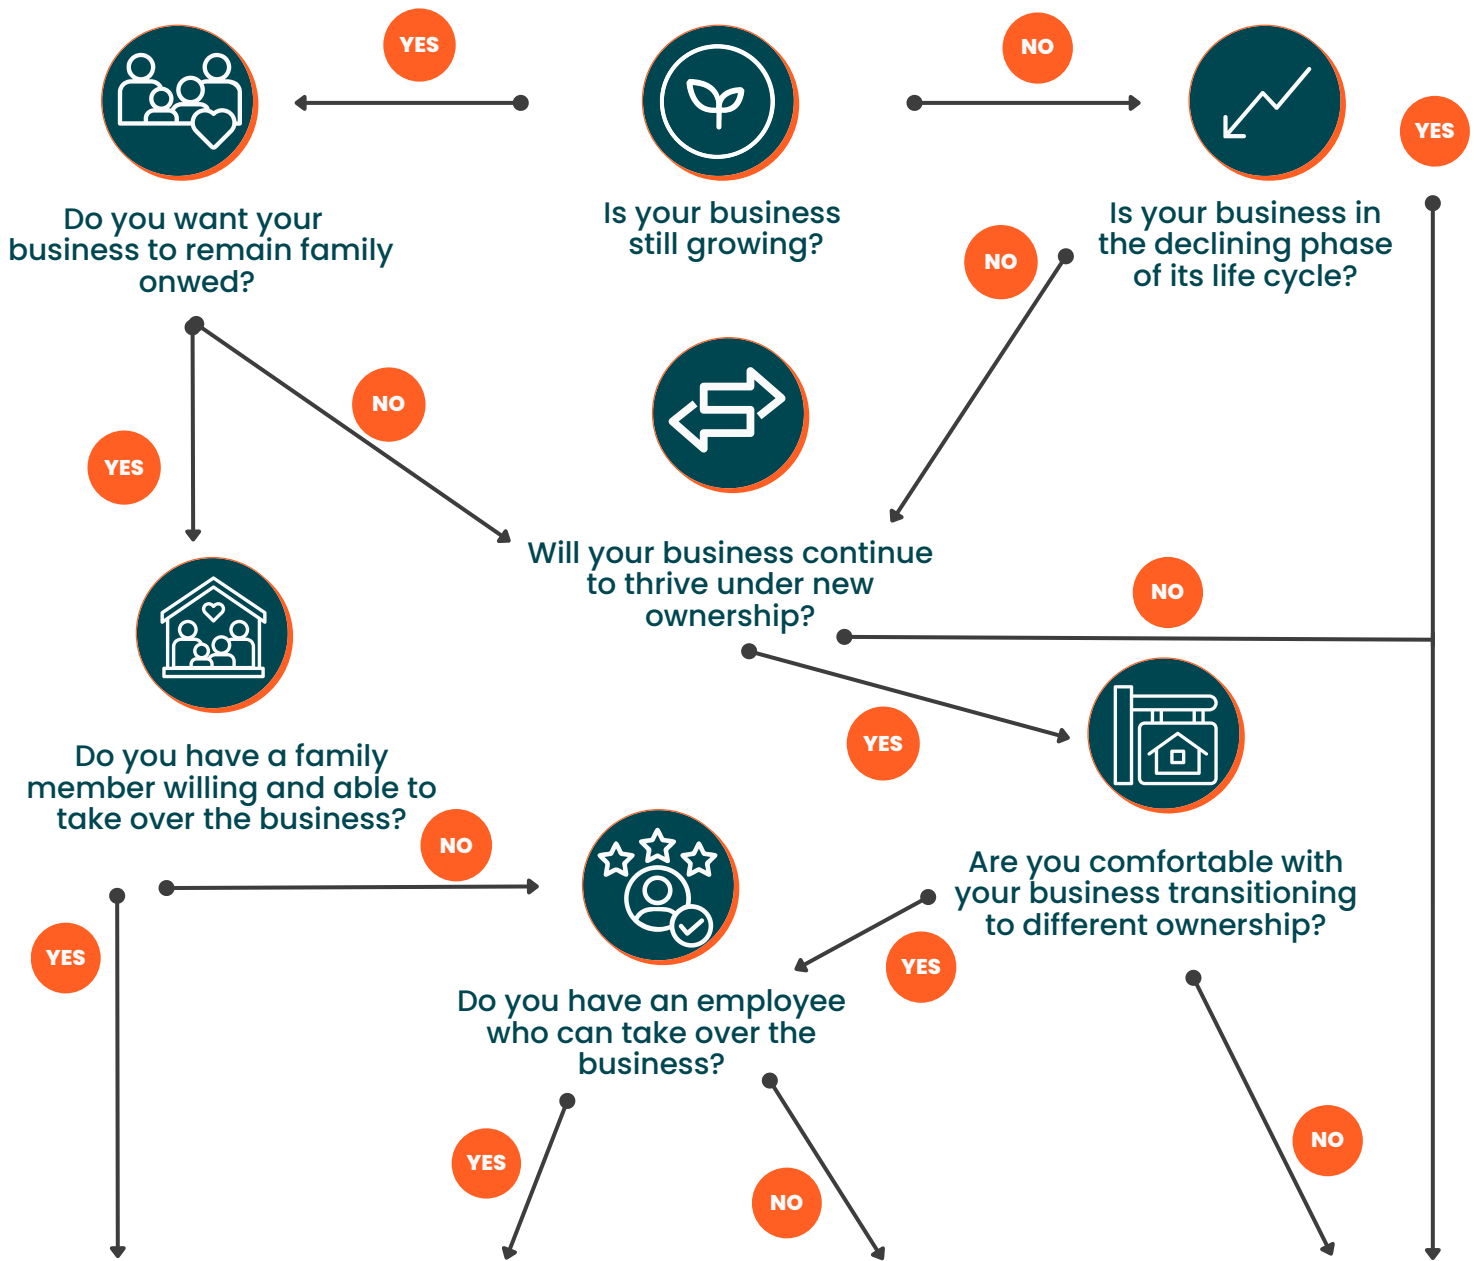 YES
NO
YES
Do you want your
business to remain family
onwed?
Is your business
still growing?
Is your business in
the declining phase
of its life cycle?
NO
NO
YES
Will your business continue
to thrive under new
ownership?
NO
YES
Do you have a family
member willing and able to
take over the business?
NO
Are you comfortable with
your business transitioning
to different ownership?
YES
YES
Do you have an employee
who can take over the
business?
YES
NO
NO